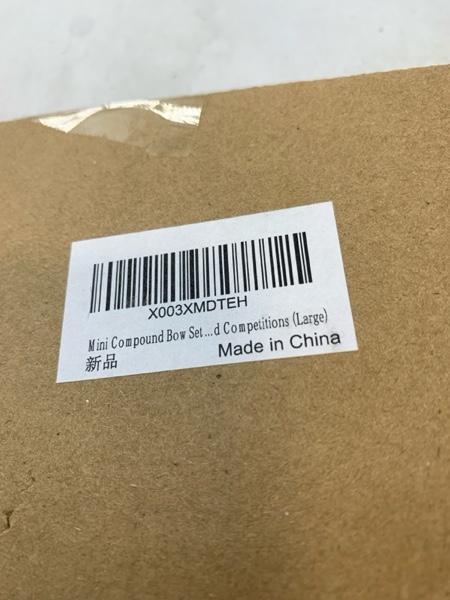 X003XMDTEH
Mini Compound Bow Set...d Competitions (Large)
新品
Made in China